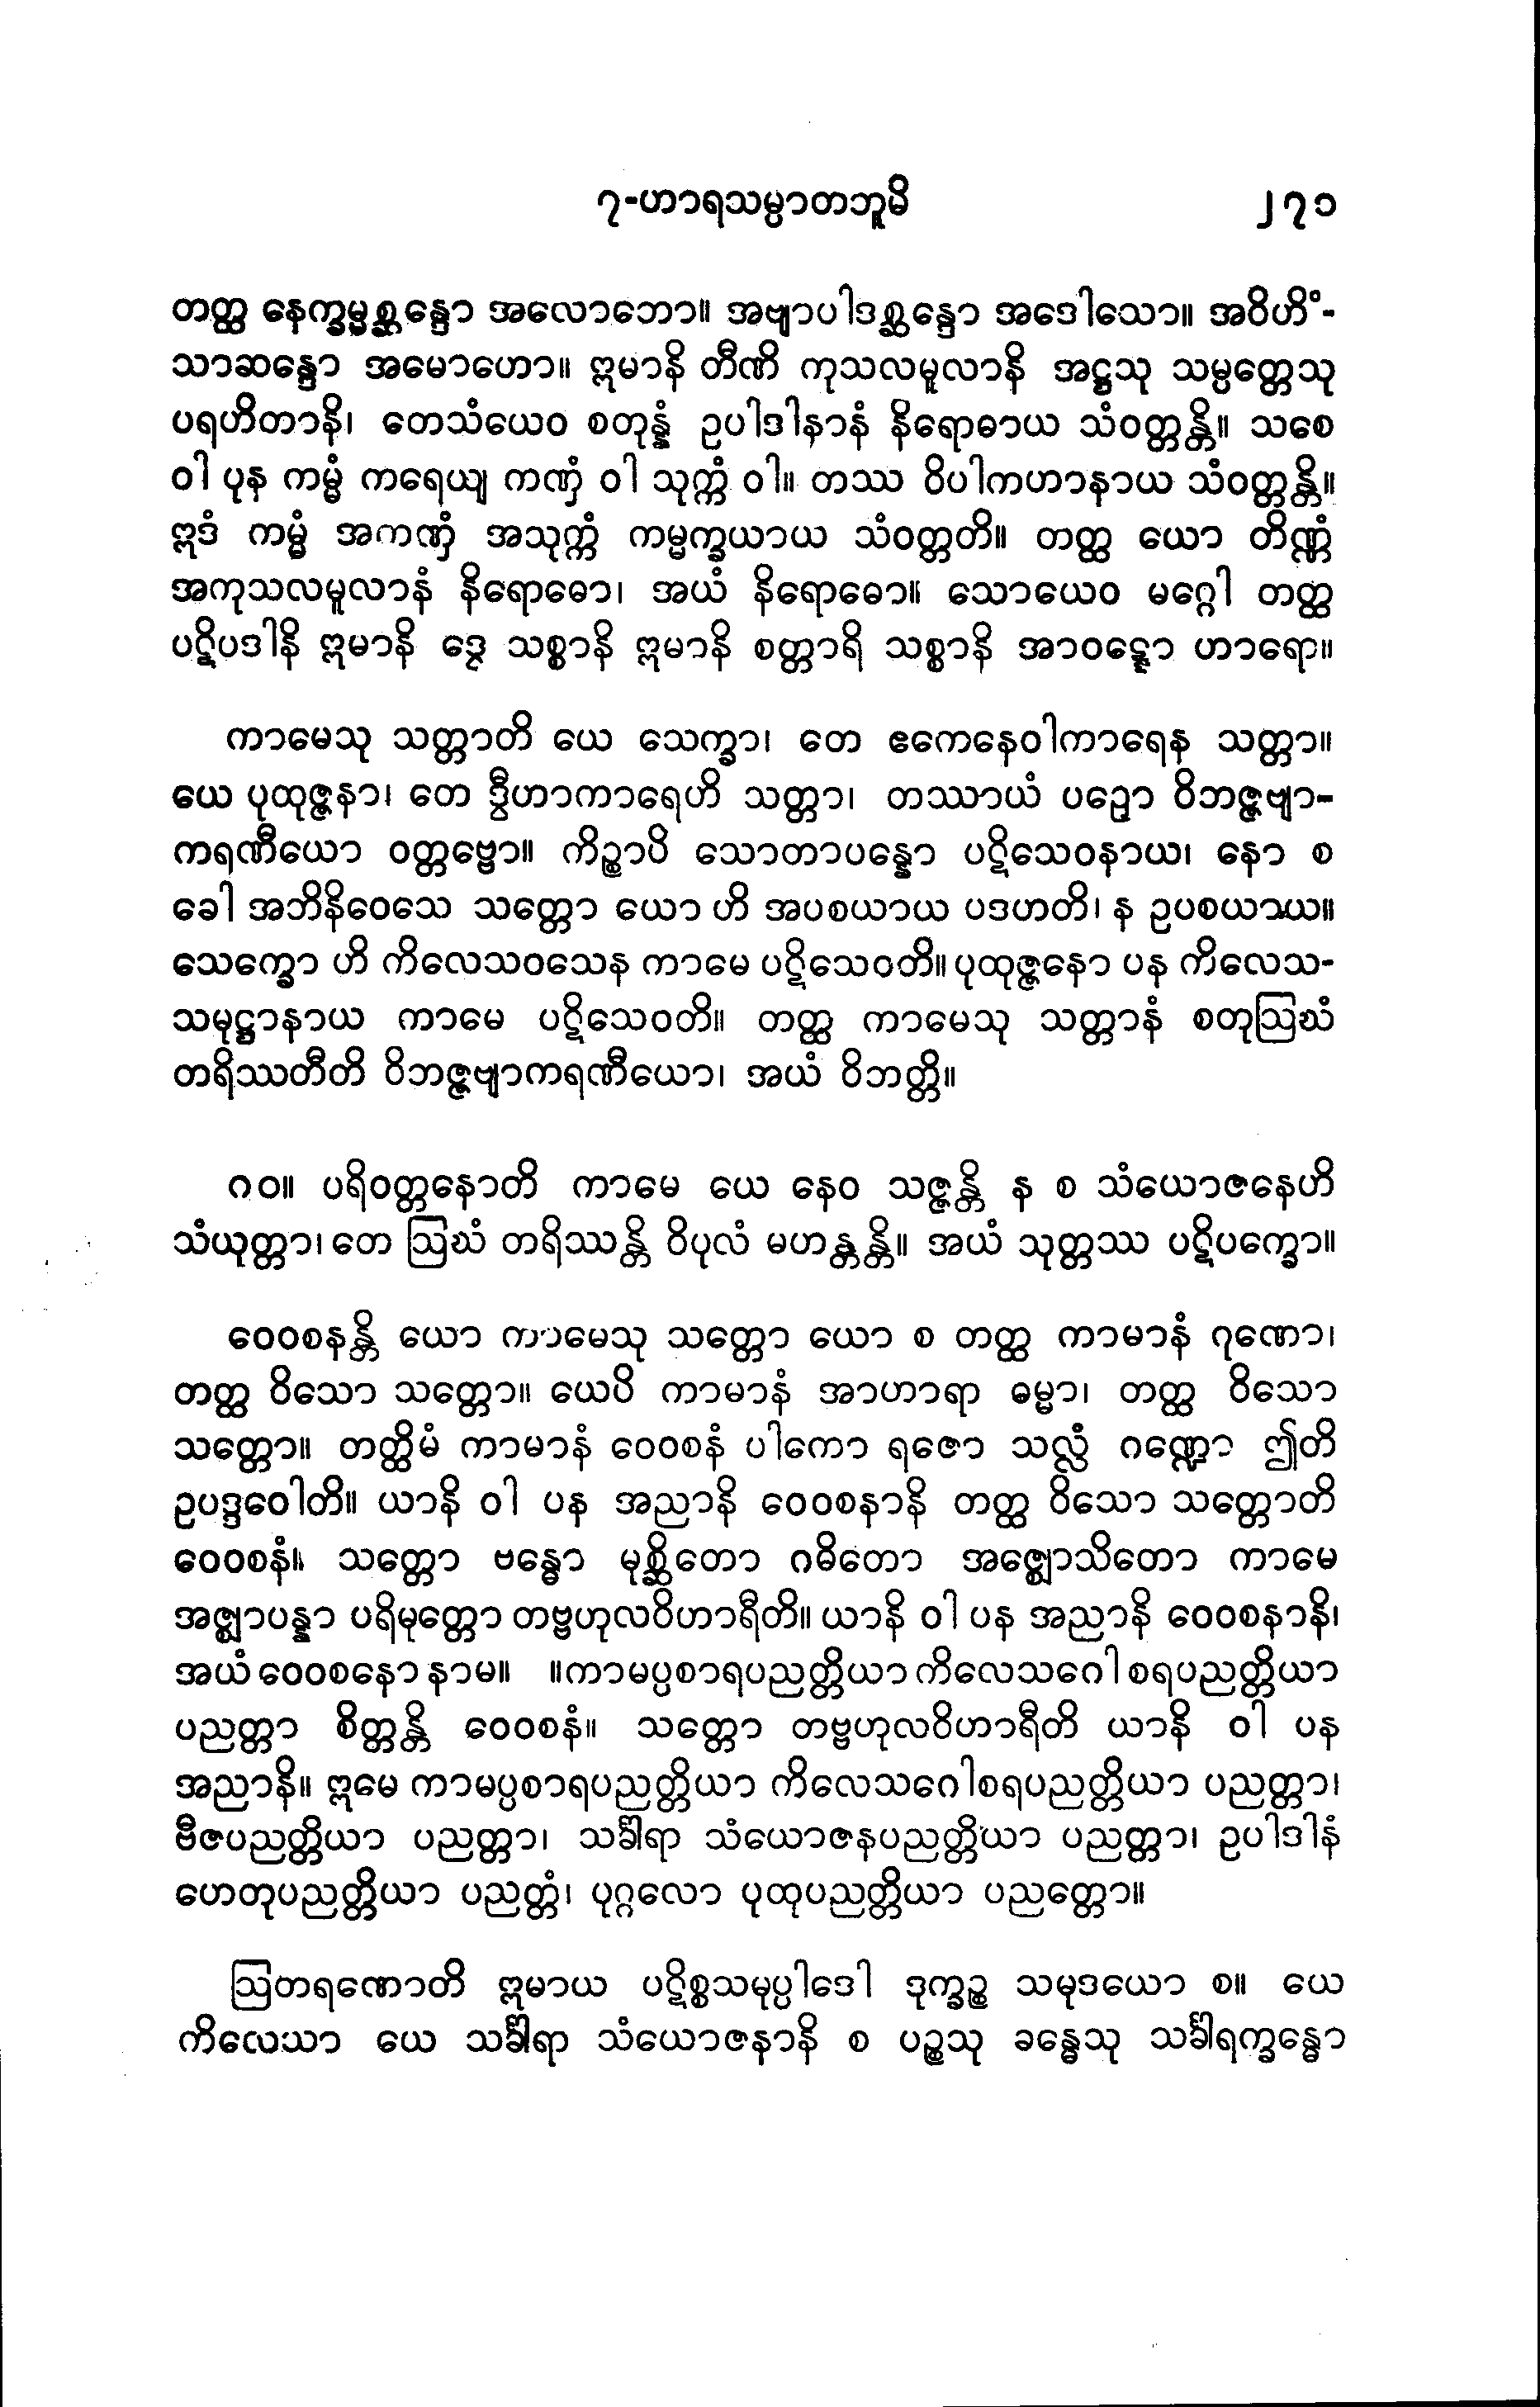 ၇-ဟာရသမ္ပာတဘူမိ ၂၇၁
တတ္ထ နေက္ခမ္မစ္ဆန္ဒော အလောဘော။ အဗျာပါဒစ္ဆန္ဒော အဒေါသော။ အဝိဟိံ-
သာဆန္ဒော အမောဟော။ ဣမာနိ တီဏိ ကုသလမူလာနိ အဋ္ဌသု သမ္ပတ္တေသု
ပရဟိတာနိ၊ တေသံယေဝ စတုန္နံ ဥပါဒါနာနံ နိရောဓာယ သံဝတ္တန္တိ။ သစေ
ဝါ ပုန ကမ္မံ ကရေယျ ကဏှံ ဝါ သုက္ကံ ဝါ။ တဿ ဝိပါကဟာနာယ သံဝတ္တန္တိ။
ဣဒံ ကမ္မံ အကဏှံ အသုက္ကံ ကမ္မက္ခယာယ သံဝတ္တတိ။ တတ္ထ ယော တိဏ္ဏံ
အကုသလမူလာနံ နိရောဓော၊ အယံ နိရောဓော။ သောယေဝ မဂ္ဂေါ တတ္ထ
ပဋိပဒါနိ ဣမာနိ ဒွေ သစ္စာနိ ဣမာနိ စတ္တာရိ သစ္စာနိ အာဝဋ္ဋော ဟာရော။
ကာမေသု သတ္တာတိ ယေ သေက္ခာ၊ တေ ဧကေနေဝါကာရေန သတ္တာ။
ယေ ပုထုဇ္ဇနာ၊ တေ ဒွီဟာကာရေဟိ သတ္တာ၊ တဿာယံ ပဉှော ဝိဘဇ္ဇဗျာ-
ကရဏီယော ဝတ္တဗ္ဗော။ ကိဉ္စာပိ သောတာပန္နော ပဋိသေဝနာယ၊ နော စ
ခေါ အဘိနိဝေသေ သတ္တော ယော ဟိ အပစယာယ ပဒဟတိ၊ န ဥပစယာယ။
သေက္ခော ဟိ ကိလေသဝသေန ကာမေ ပဋိသေဝတိ။ ပုထုဇ္ဇနော ပန ကိလေသ-
သမုဋ္ဌာနာယ ကာမေ ပဋိသေဝတိ။ တတ္ထ ကာမေသု သတ္တာနံ စတုဩဃံ
တရိဿတီတိ ဝိဘဇ္ဇဗျာကရဏီယော၊ အယံ ဝိဘတ္တိ။
၈၀။ ပရိဝတ္တနောတိ ကာမေ ယေ နေဝ သဇ္ဇန္တိ န စ သံယောဇနေဟိ
သံယုတ္တာ၊ တေ ဩဃံ တရိဿန္တိ ဝိပုလံ မဟန္တန္တိ။ အယံ သုတ္တဿ ပဋိပက္ခော။
ဝေဝစနန္တိ ယော ကာမေသု သတ္တော ယော စ တတ္ထ ကာမာနံ ဂုဏော၊
တတ္ထ ဝိသော သတ္တော။ ယေပိ ကာမာနံ အာဟာရာ ဓမ္မာ၊ တတ္ထ ဝိသော
သတ္တော။ တတ္ထိမံ ကာမာနံ ဝေဝစနံ ပါကော ရဇော သလ္လံ ဂဏ္ဍော ဤတိ
ဥပဒ္ဒဝေါတိ။ ယာနိ ဝါ ပန အညာနိ ဝေဝစနာနိ တတ္ထ ဝိသော သတ္တောတိ
ဝေဝစနံ။ သတ္တော ဗန္ဓော မုစ္ဆိတော ဂဓိတော အဇ္ဈောသိတော ကာမေ
အဇ္ဈာပန္နာ ပရိမုတ္တော တဗ္ဗဟုလဝိဟာရီတိ။ ယာနိ ဝါ ပန အညာနိ ဝေဝစနာနိ၊
အယံ ဝေဝစနော နာမ။ ။ကာမပ္ပစာရပညတ္တိယာ ကိလေသဂေါစရပညတ္တိယာ
ပညတ္တာ စိတ္တန္တိ ဝေဝစနံ။ သတ္တော တဗ္ဗဟုလဝိဟာရီတိ ယာနိ ဝါ ပန
အညာနိ။ ဣမေ ကာမပ္ပစာရပညတ္တိယာ ကိလေသဂေါစရပညတ္တိယာ ပညတ္တာ၊
ဗီဇပညတ္တိယာ ပညတ္တာ၊ သင်္ခါရာ သံယောဇနပညတ္တိယာ ပညတ္တာ၊ ဥပါဒါနံ
ဟေတုပညတ္တိယာ ပညတ္တံ၊ ပုဂ္ဂလော ပုထုပညတ္တိယာ ပညတ္တော။
ဩတရဏောတိ ဣမာယ ပဋိစ္စသမုပ္ပါဒေါ ဒုက္ခဉ္စ သမုဒယော စ။ ယေ
ကိလေသာ ယေ သင်္ခါရာ သံယောဇနာနိ စ ပဉ္စသု ခန္ဓေသု သင်္ခါရက္ခန္ဓော